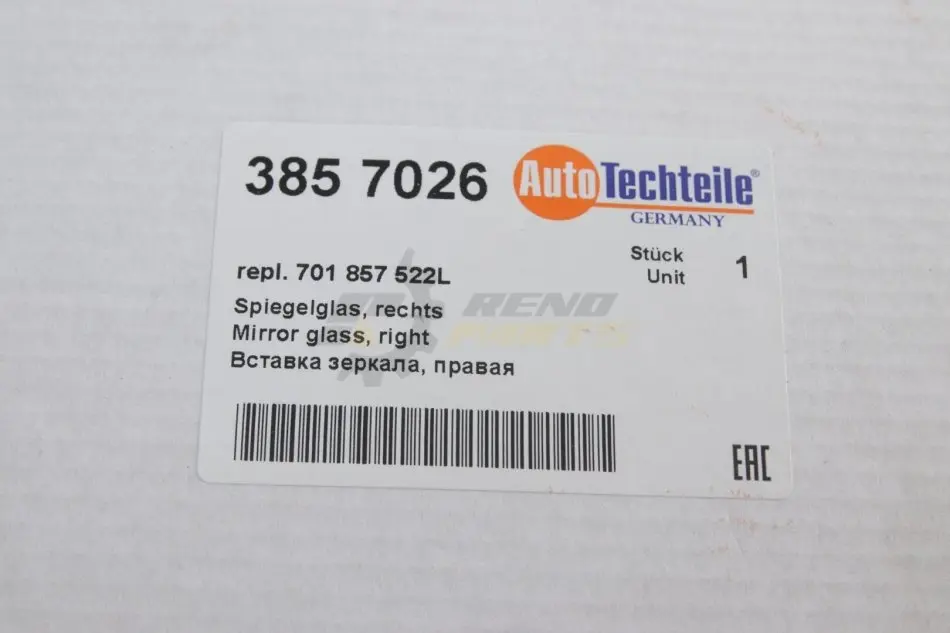 385 7026
AutoTechteile®
GERMANY
repl. 701 857 522L
Stück
Unit
1
Spiegelglas, rechts
Mirror glass, right
Вставка зеркала, правая
RENO
PARTS
EAC